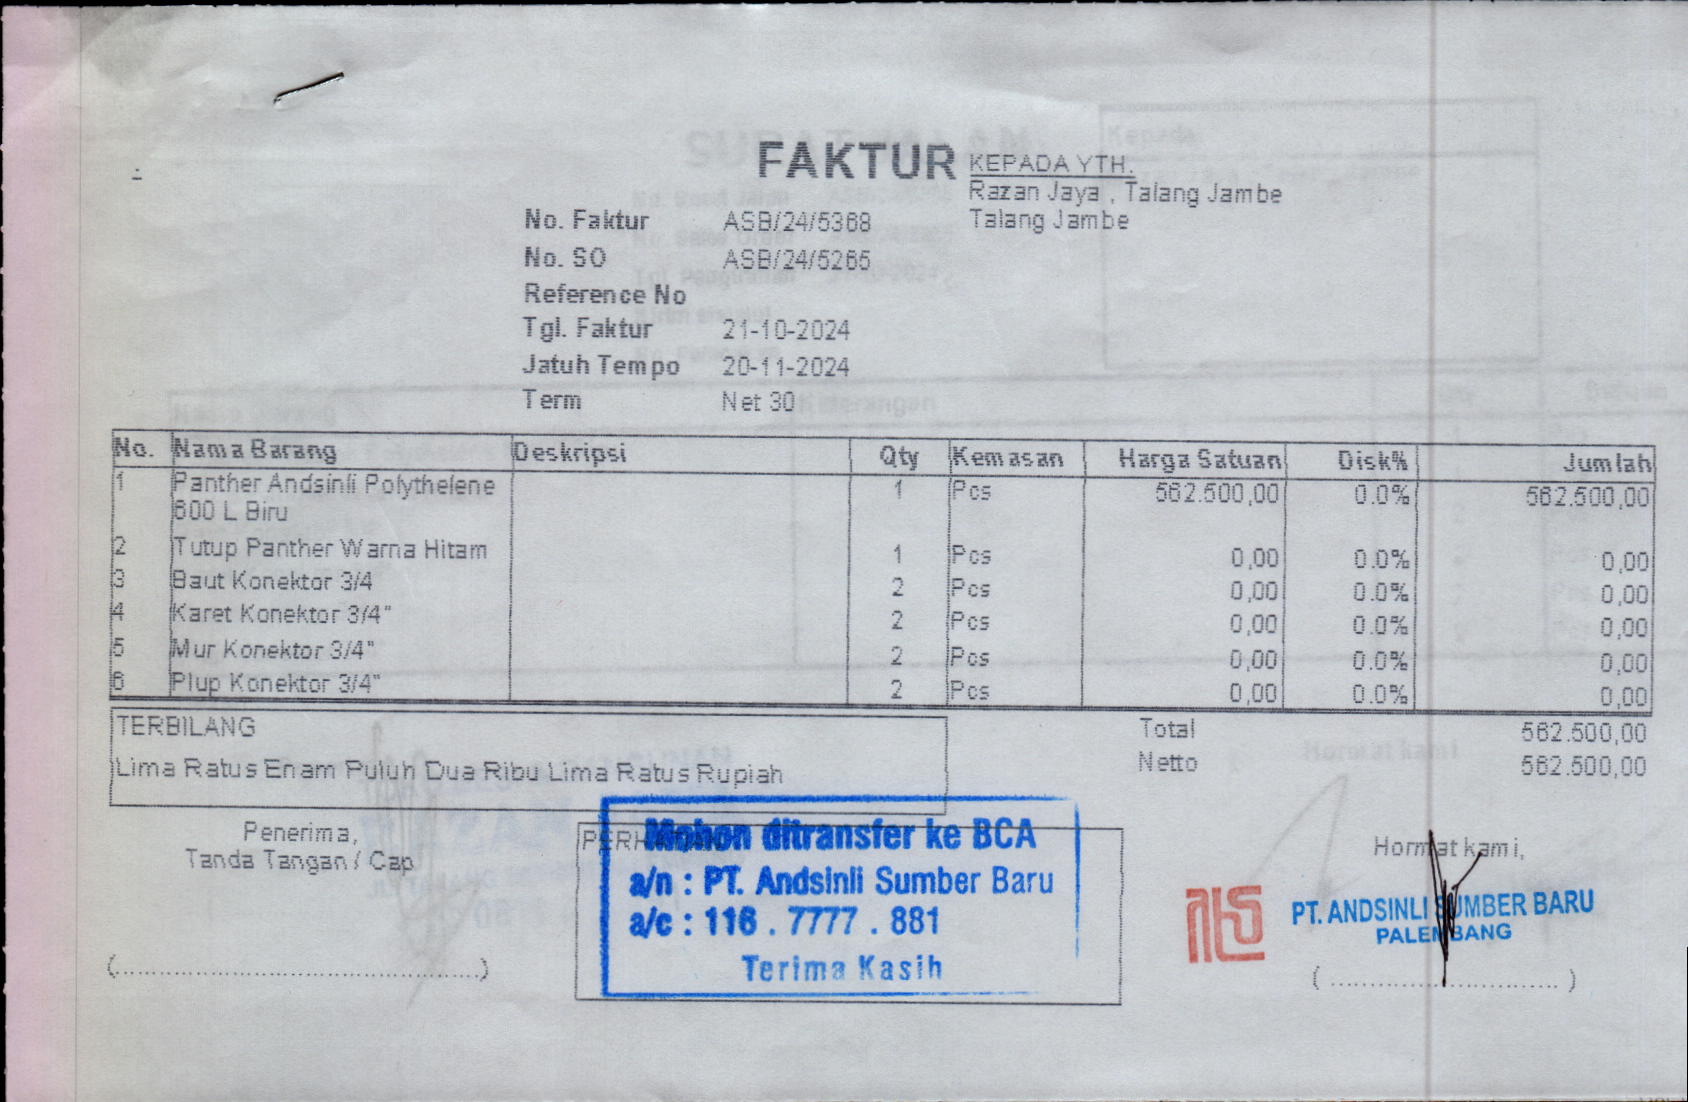 FAKTUR
KEPADA YTH.
Razan Jaya , Talang Jambe
Talang Jambe
No. Faktur ASB/24/5368
No. SO ASB/24/5265
Reference No
Tgl. Faktur 21-10-2024
Jatuh Tempo 20-11-2024
Term Net 30
No. Nama Barang Deskripsi Qty Kemasan Harga Satuan Disk% Jumlah
1 Panther Andsinli Polythelene 1 Pcs 562.500,00 0.0% 562.500,00
600 L Biru
2 Tutup Panther Warna Hitam 1 Pcs 0,00 0.0% 0,00
3 Baut Konektor 3/4 2 Pcs 0,00 0.0% 0,00
4 Karet Konektor 3/4" 2 Pcs 0,00 0.0% 0,00
5 Mur Konektor 3/4" 2 Pcs 0,00 0.0% 0,00
6 Plup Konektor 3/4" 2 Pcs 0,00 0.0% 0,00
TERBILANG
Lima Ratus Enam Puluh Dua Ribu Lima Ratus Rupiah
Total 562.500,00
Netto 562.500,00
Penerima,
Tanda Tangan / Cap
(........................................)
Mohon ditransfer ke BCA
a/n : PT. Andsinli Sumber Baru
a/c : 116 . 7777 . 881
Terima Kasih
Hormat kami,
PT. ANDSINLI SUMBER BARU
PALEMBANG
( .............................. )